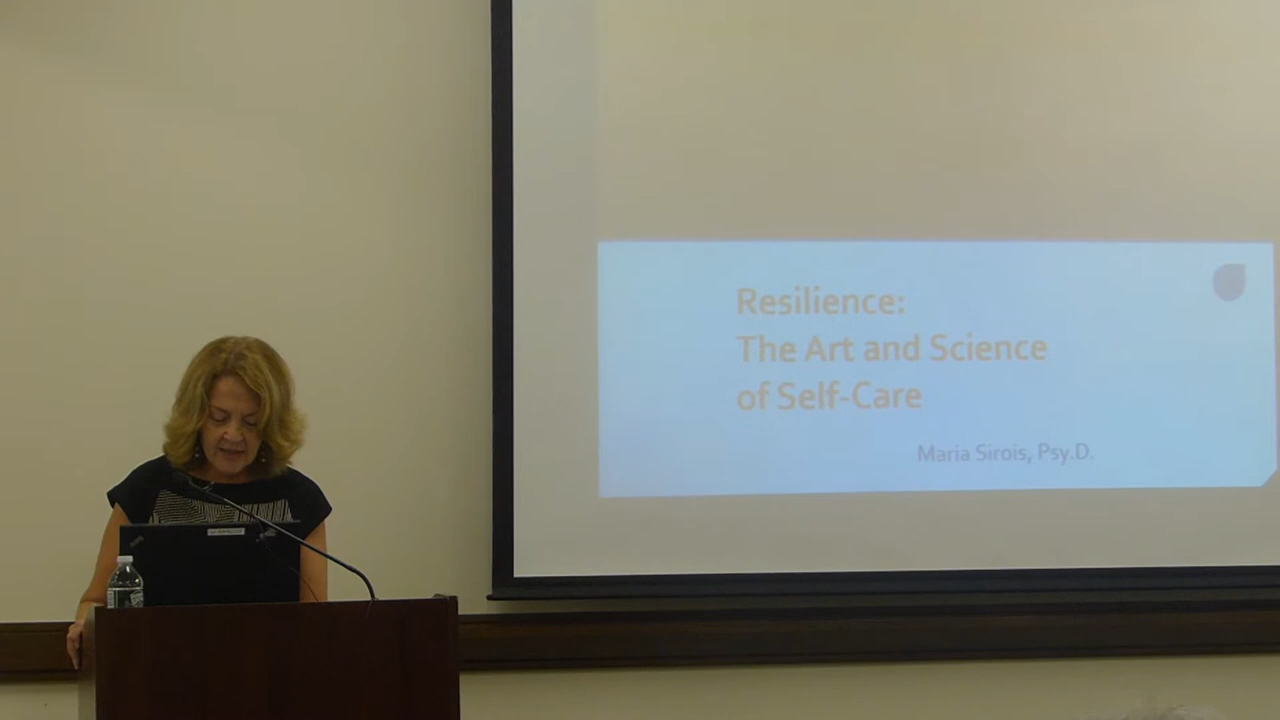 Resilience:
The Art and Science
of Self-Care
Maria Sirois, Psy.D.